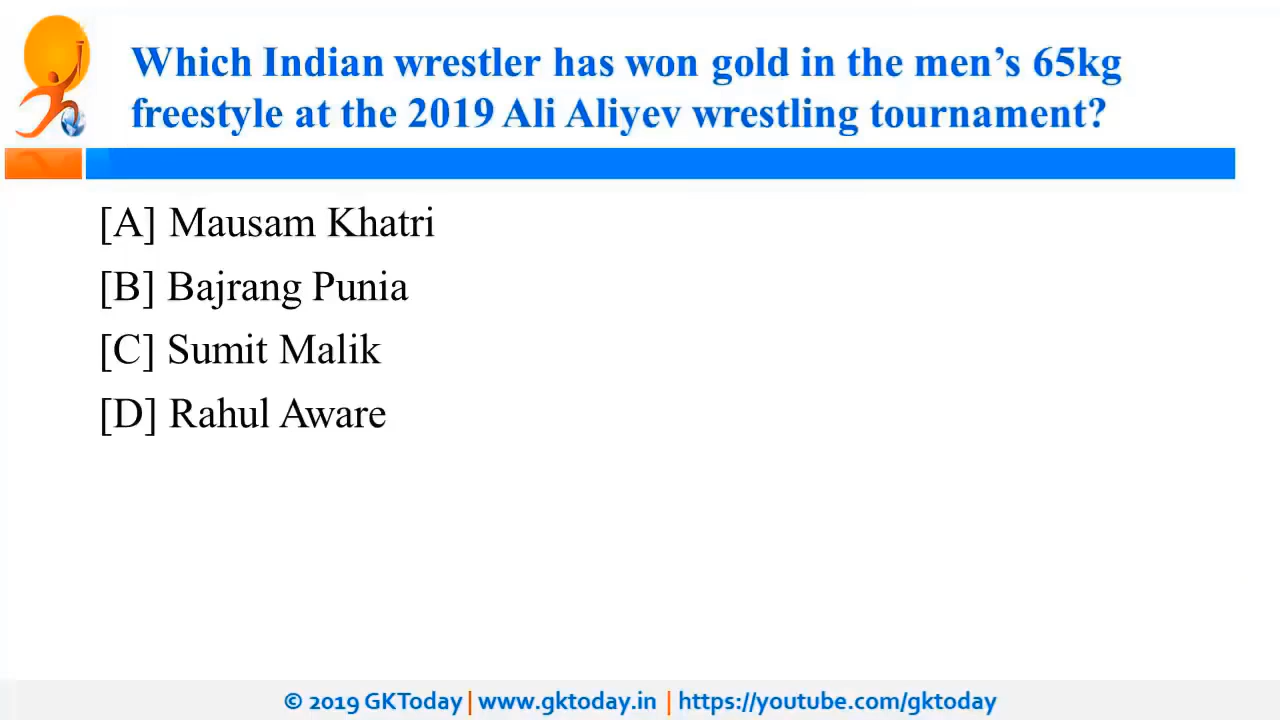 Which Indian wrestler has won gold in the men’s 65kg
freestyle at the 2019 Ali Aliyev wrestling tournament?
[A] Mausam Khatri
[B] Bajrang Punia
[C] Sumit Malik
[D] Rahul Aware
© 2019 GKToday | www.gktoday.in | https://youtube.com/gktoday